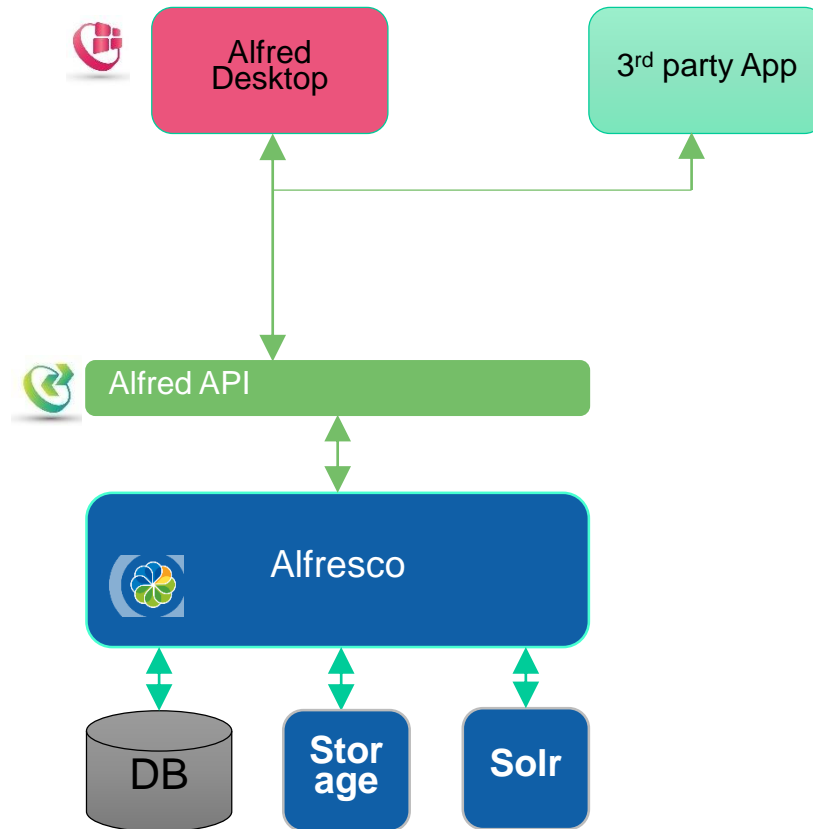 Alfred
Desktop
3rd party App
Alfred API
Alfresco
DB
Stor
age
Solr